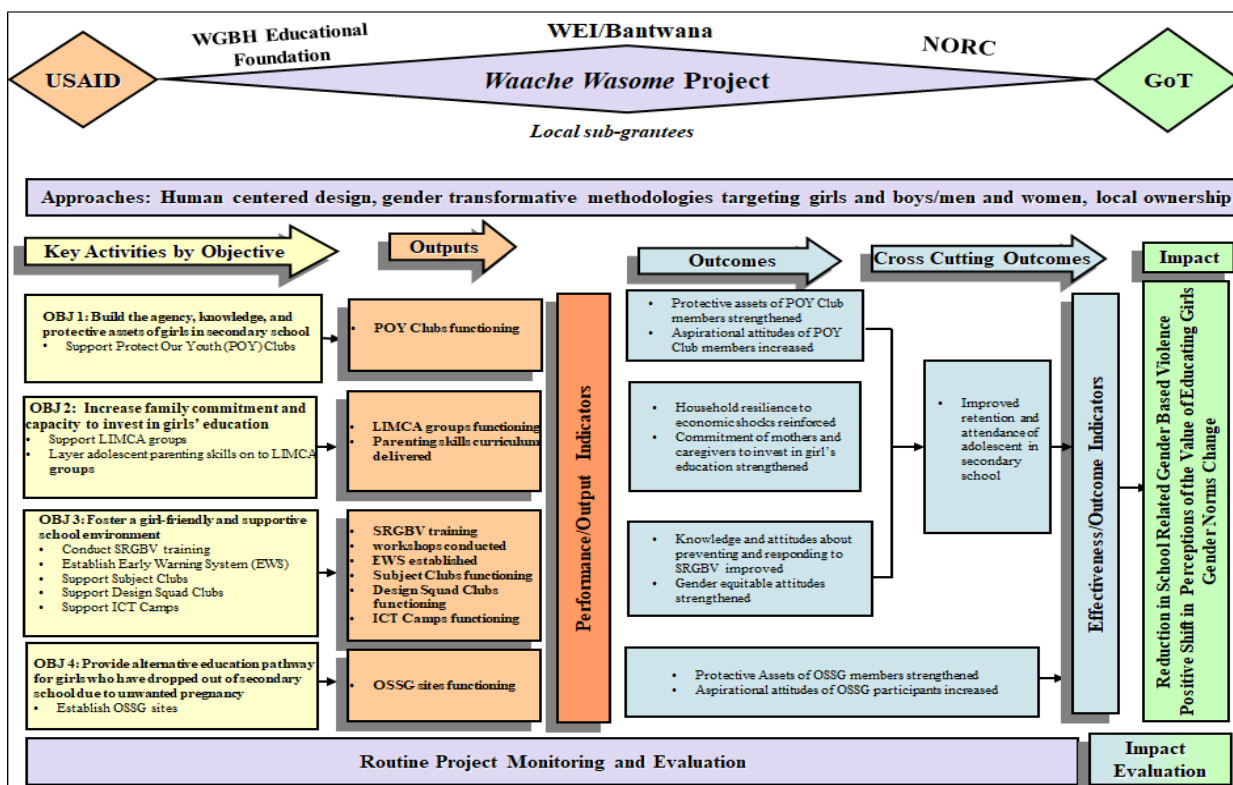 WGBH Educational
Foundation
WEI/Bantwana
NORC
USAID
Waache Wasome Project
GoT
Local sub-grantees
Approaches: Human centered design, gender transformative methodologies targeting girls and boys/men and women, local ownership
Key Activities by Objective
Outputs
Outcomes
Cross Cutting Outcomes
Impact
OBJ 1: Build the agency, knowledge, and
protective assets of girls in secondary school
• Support Protect Our Youth (POY) Clubs
• POY Clubs functioning
OBJ 2: Increase family commitment and
capacity to invest in girls' education
• Support LIMCA groups
• Layer adolescent parenting skills on to LIMCA
groups
• LIMCA groups functioning
• Parenting skills curriculum
delivered
OBJ 3: Foster a girl-friendly and supportive
school environment
• Conduct SRGBV training
• Establish Early Warning System (EWS)
• Support Subject Clubs
• Support Design Squad Clubs
• Support ICT Camps
• SRGBV training
• workshops conducted
• EWS established
• Subject Clubs functioning
• Design Squad Clubs
functioning
• ICT Camps functioning
OBJ 4: Provide alternative education pathway
for girls who have dropped out of secondary
school due to unwanted pregnancy
• Establish OSSG sites
• OSSG sites functioning
Performance/Output Indicators
• Protective assets of POY Club
members strengthened
• Aspirational attitudes of POY
Club members increased
• Household resilience to
economic shocks reinforced
• Commitment of mothers and
caregivers to invest in girl's
education strengthened
• Knowledge and attitudes about
preventing and responding to
SRGBV improved
• Gender equitable attitudes
strengthened
• Protective Assets of OSSG members strengthened
• Aspirational attitudes of OSSG participants increased
• Improved
retention and
attendance of
adolescent in
secondary
school
Effectiveness/Outcome Indicators
Reduction in School Related Gender Based Violence
Positive Shift in Perceptions of the Value of Educating Girls
Gender Norms Change
Routine Project Monitoring and Evaluation
Impact
Evaluation